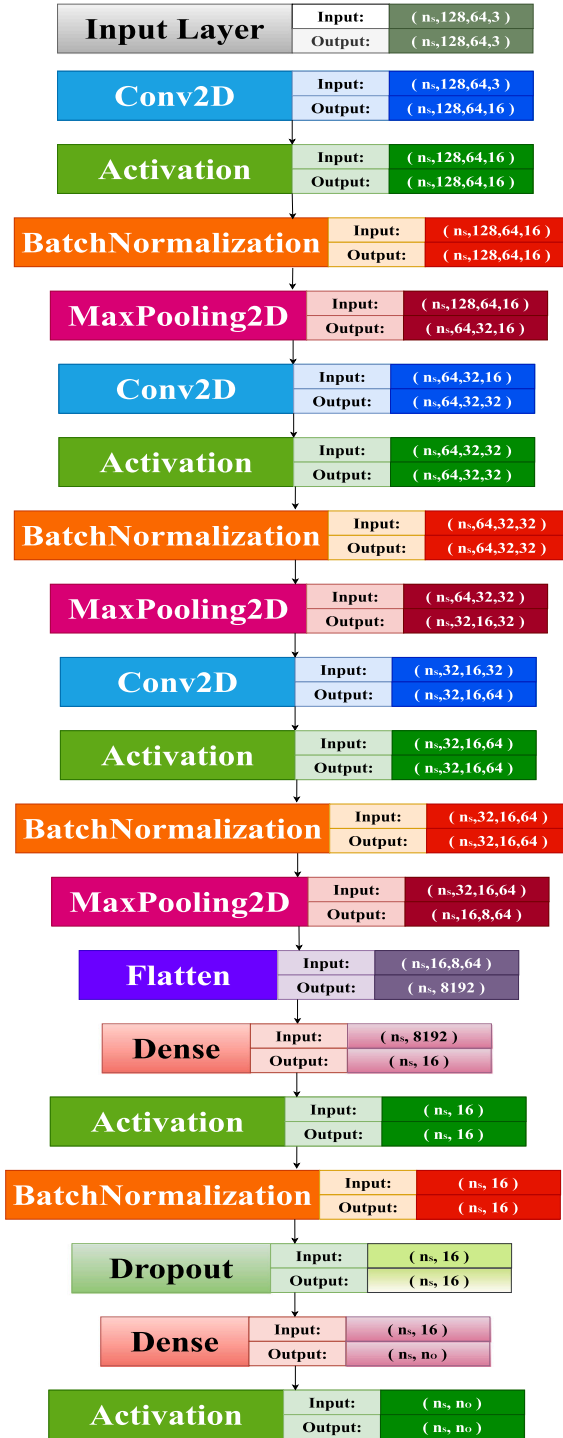 Input Layer Input: ( nₛ,128,64,3 )
Output: ( nₛ,128,64,3 )
Conv2D Input: ( nₛ,128,64,3 )
Output: ( nₛ,128,64,16 )
Activation Input: ( nₛ,128,64,16 )
Output: ( nₛ,128,64,16 )
BatchNormalization Input: ( nₛ,128,64,16 )
Output: ( nₛ,128,64,16 )
MaxPooling2D Input: ( nₛ,128,64,16 )
Output: ( nₛ,64,32,16 )
Conv2D Input: ( nₛ,64,32,16 )
Output: ( nₛ,64,32,32 )
Activation Input: ( nₛ,64,32,32 )
Output: ( nₛ,64,32,32 )
BatchNormalization Input: ( nₛ,64,32,32 )
Output: ( nₛ,64,32,32 )
MaxPooling2D Input: ( nₛ,64,32,32 )
Output: ( nₛ,32,16,32 )
Conv2D Input: ( nₛ,32,16,32 )
Output: ( nₛ,32,16,64 )
Activation Input: ( nₛ,32,16,64 )
Output: ( nₛ,32,16,64 )
BatchNormalization Input: ( nₛ,32,16,64 )
Output: ( nₛ,32,16,64 )
MaxPooling2D Input: ( nₛ,32,16,64 )
Output: ( nₛ,16,8,64 )
Flatten Input: ( nₛ,16,8,64 )
Output: ( nₛ, 8192 )
Dense Input: ( nₛ, 8192 )
Output: ( nₛ, 16 )
Activation Input: ( nₛ, 16 )
Output: ( nₛ, 16 )
BatchNormalization Input: ( nₛ, 16 )
Output: ( nₛ, 16 )
Dropout Input: ( nₛ, 16 )
Output: ( nₛ, 16 )
Dense Input: ( nₛ, 16 )
Output: ( nₛ, nₒ )
Activation Input: ( nₛ, nₒ )
Output: ( nₛ, nₒ )